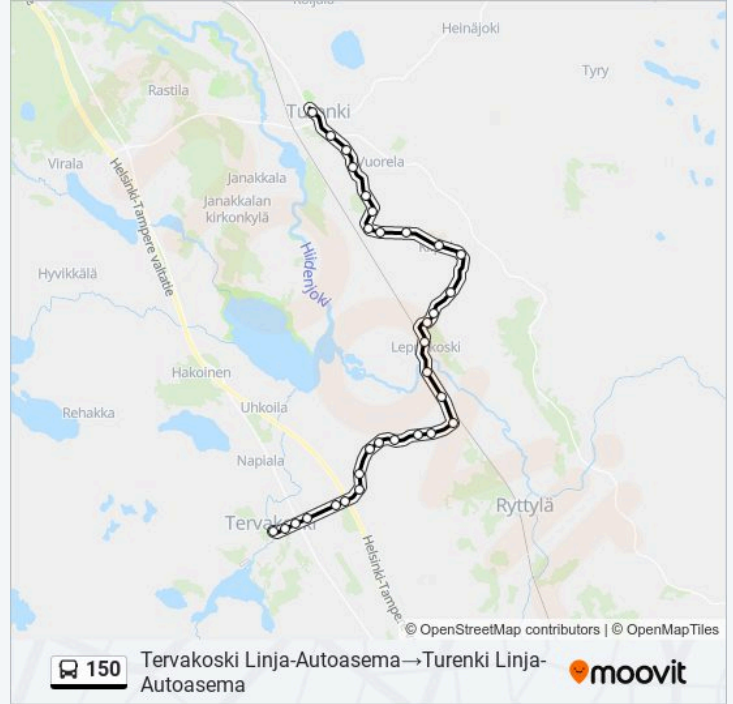 Heinäjoki
Tyry
Rastila
Turenki
Virala
Vuorela
Janakkala
Janakkalan
kirkonkylä
Helsinki-Tampere valtatie
Hiidenjoki
Hyvikkälä
Leppäkoski
Hakoinen
Uhkoila
Rehakka
Napiala
Ryttylä
Tervakoski
Helsinki-Tampe..
© OpenStreetMap contributors | © OpenMapTiles
150
Tervakoski Linja-Autoasema→Turenki Linja-
Autoasema
moovit